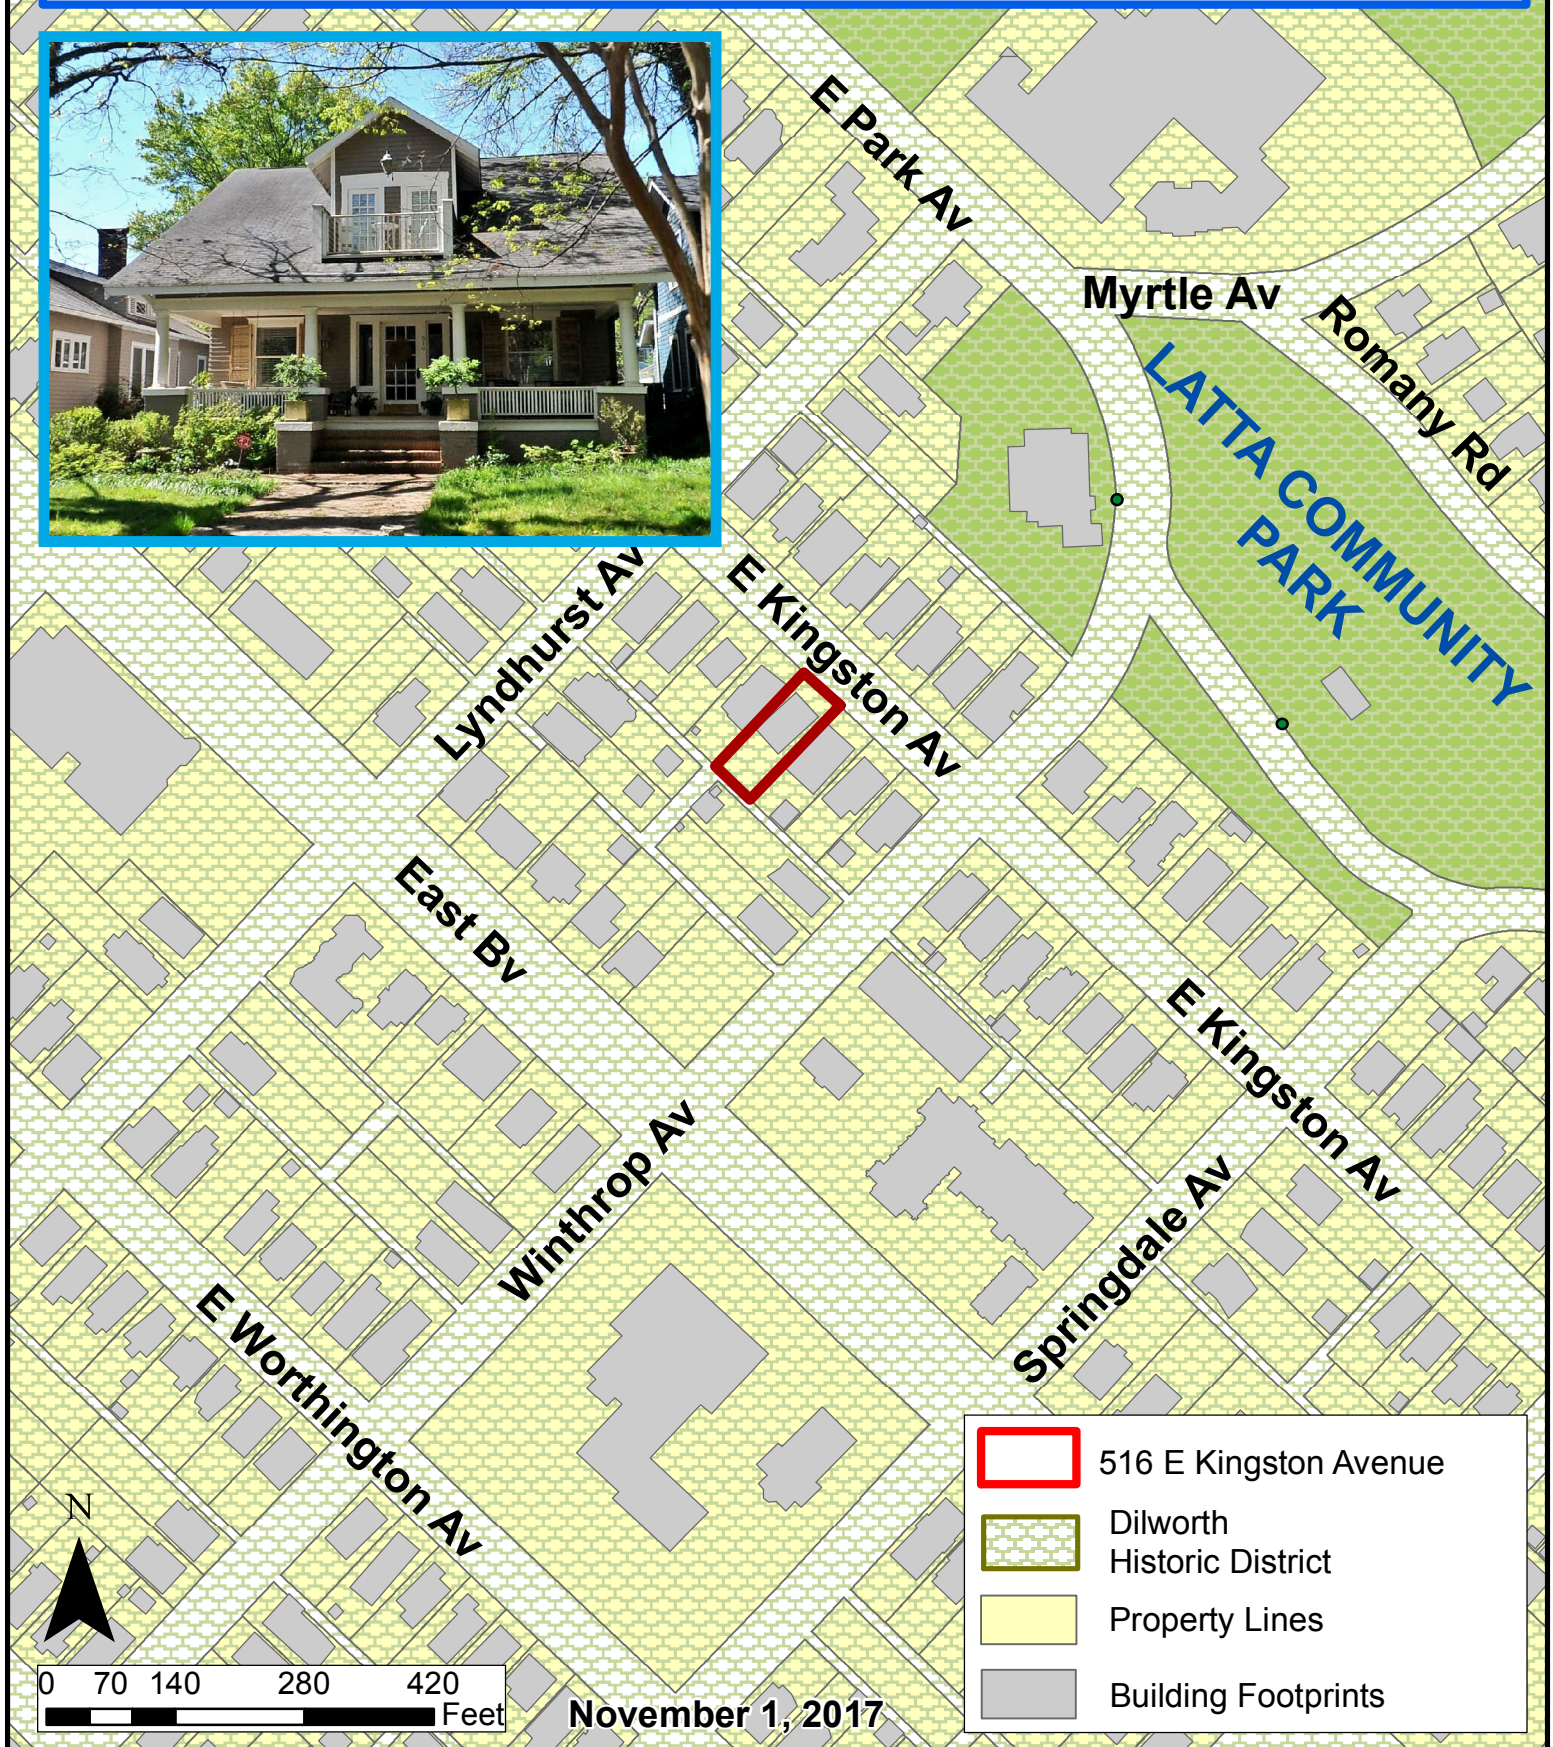 E Park Av
Myrtle Av
Romany Rd
LATTA COMMUNITY
PARK
E Kingston Av
Lyndhurst Av
East Bv
E Kingston Av
Winthrop Av
Springdale Av
E Worthington Av
516 E Kingston Avenue
Dilworth
Historic District
Property Lines
Building Footprints
N
0 70 140 280 420
Feet
November 1, 2017